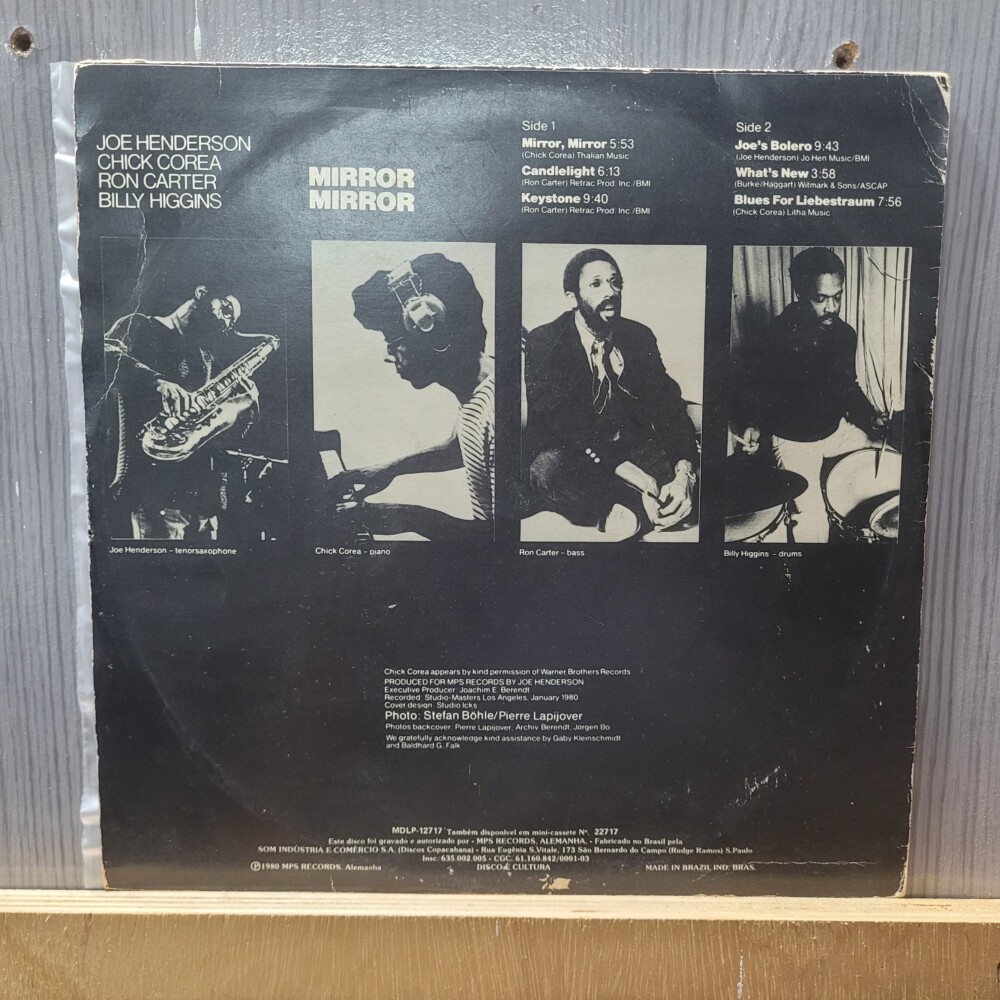 JOE HENDERSON
CHICK COREA
RON CARTER
BILLY HIGGINS
MIRROR
MIRROR
Side 1
Mirror, Mirror 5:53
(Chick Corea) Thalian Music
Candlelight 6:13
(Ron Carter) Retrac Prod. Inc./BMI
Keystone 9:40
(Ron Carter) Retrac Prod. Inc./BMI
Side 2
Joe's Bolero 9:43
(Joe Henderson) Jo Hen Music/BMI
What's New 3:58
(Burke/Haggart) Witmark & Sons/ASCAP
Blues For Liebestraum 7:56
(Chick Corea) Litha Music
Joe Henderson – tenorsaxophone
Chick Corea – piano
Ron Carter – bass
Billy Higgins – drums
Chick Corea appears by kind permission of Warner Brothers Records
PRODUCED FOR MPS RECORDS BY JOE HENDERSON
Executive Producer: Joachim E. Berendt
Recorded: Studio-Masters Los Angeles, January 1980
Cover design: Studio Icks
Photo: Stefan Böhle/Pierre Lapijover
Photos backcover: Pierre Lapijover, Archiv Berendt, Jorgen Bo
We gratefully acknowledge kind assistance by Gaby Kleinschmidt
and Baldhard G. Falk
MDLP-12717 Também disponível em mini-cassete Nº. 22717
Este disco foi gravado e autorizado por - MPS RECORDS, ALEMANHA, - Fabricado no Brasil pela
SOM INDÚSTRIA E COMÉRCIO S.A. (Discos Copacabana) - Rua Eugênia S. Vitale, 173 São Bernardo do Campo (Rudge Ramos) S. Paulo
Insc. 635.002.005 - CGC. 61.160.842/0001-03
Ⓟ1980 MPS RECORDS. Alemanha
DISCO É CULTURA
MADE IN BRAZIL IND. BRAS.